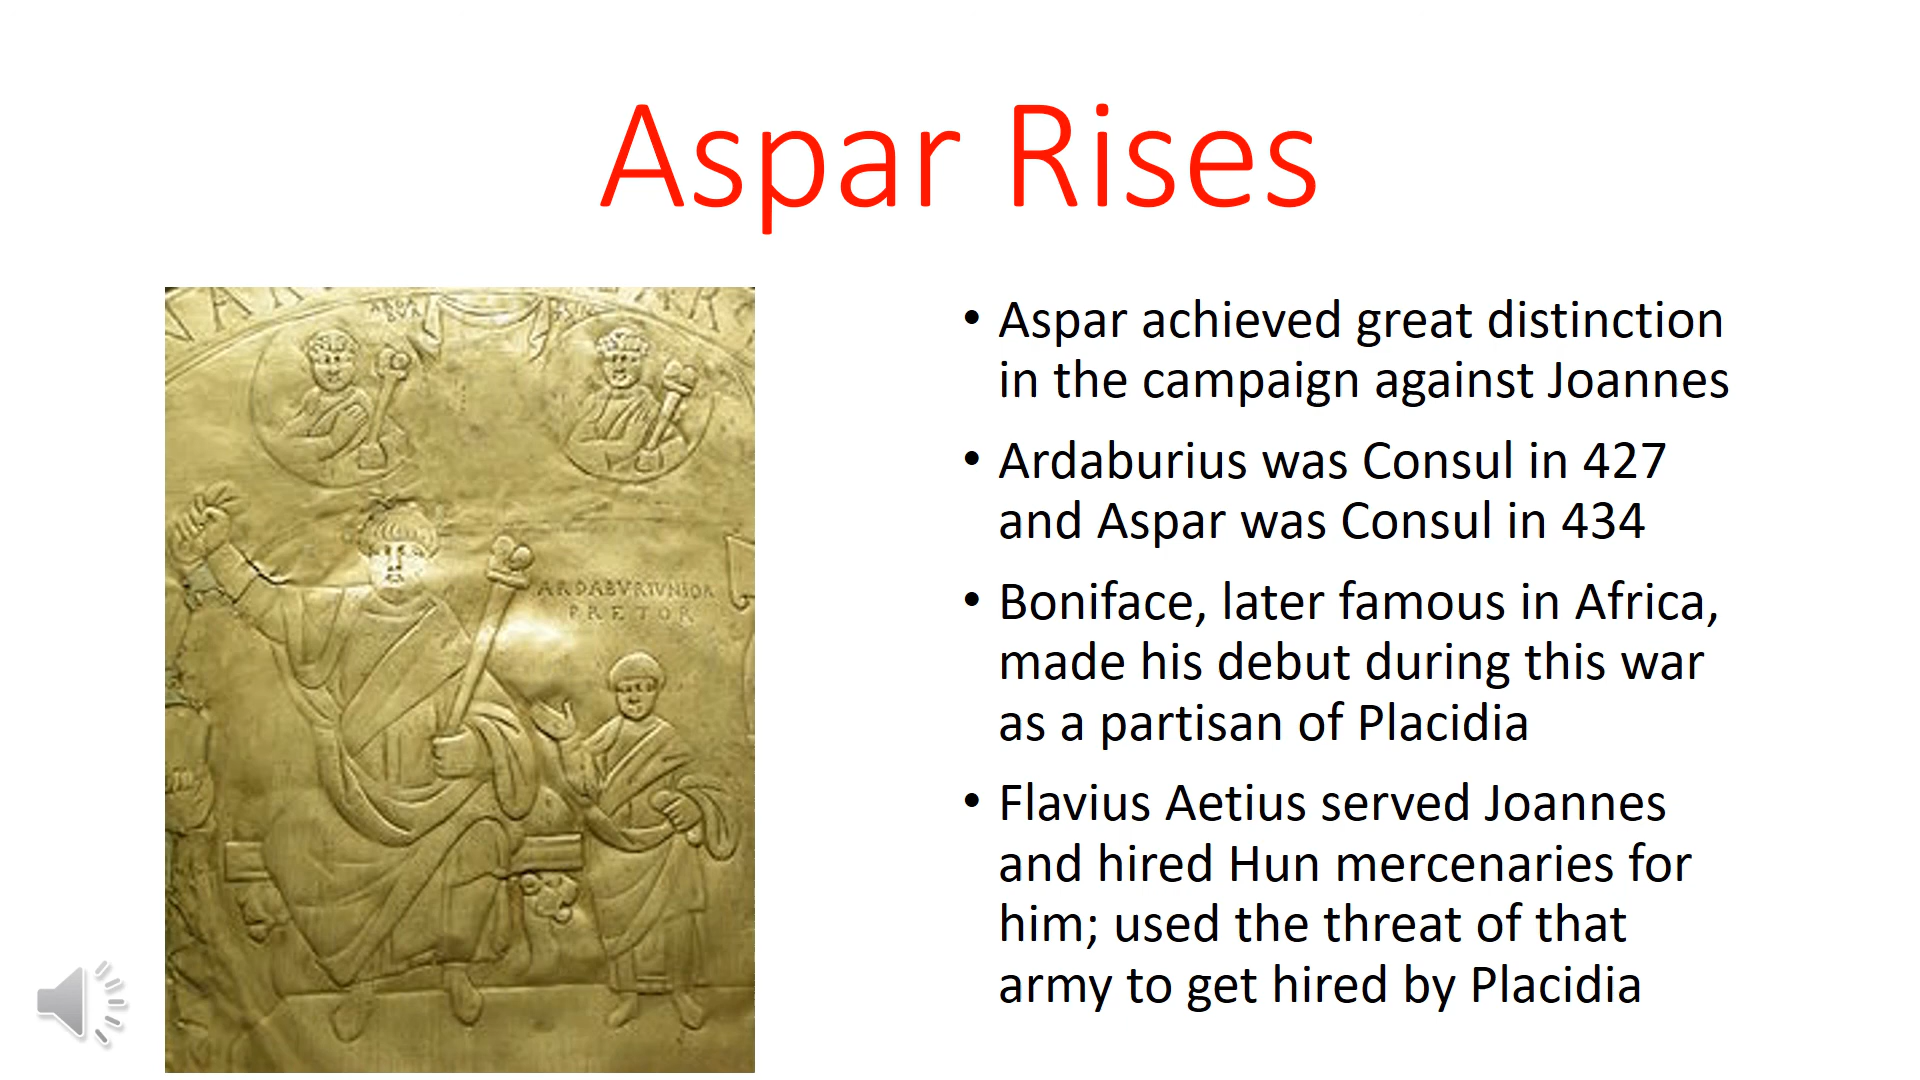 Aspar Rises
ARDABVRIVNIOR
PRETOR
• Aspar achieved great distinction
in the campaign against Joannes
• Ardaburius was Consul in 427
and Aspar was Consul in 434
• Boniface, later famous in Africa,
made his debut during this war
as a partisan of Placidia
• Flavius Aetius served Joannes
and hired Hun mercenaries for
him; used the threat of that
army to get hired by Placidia